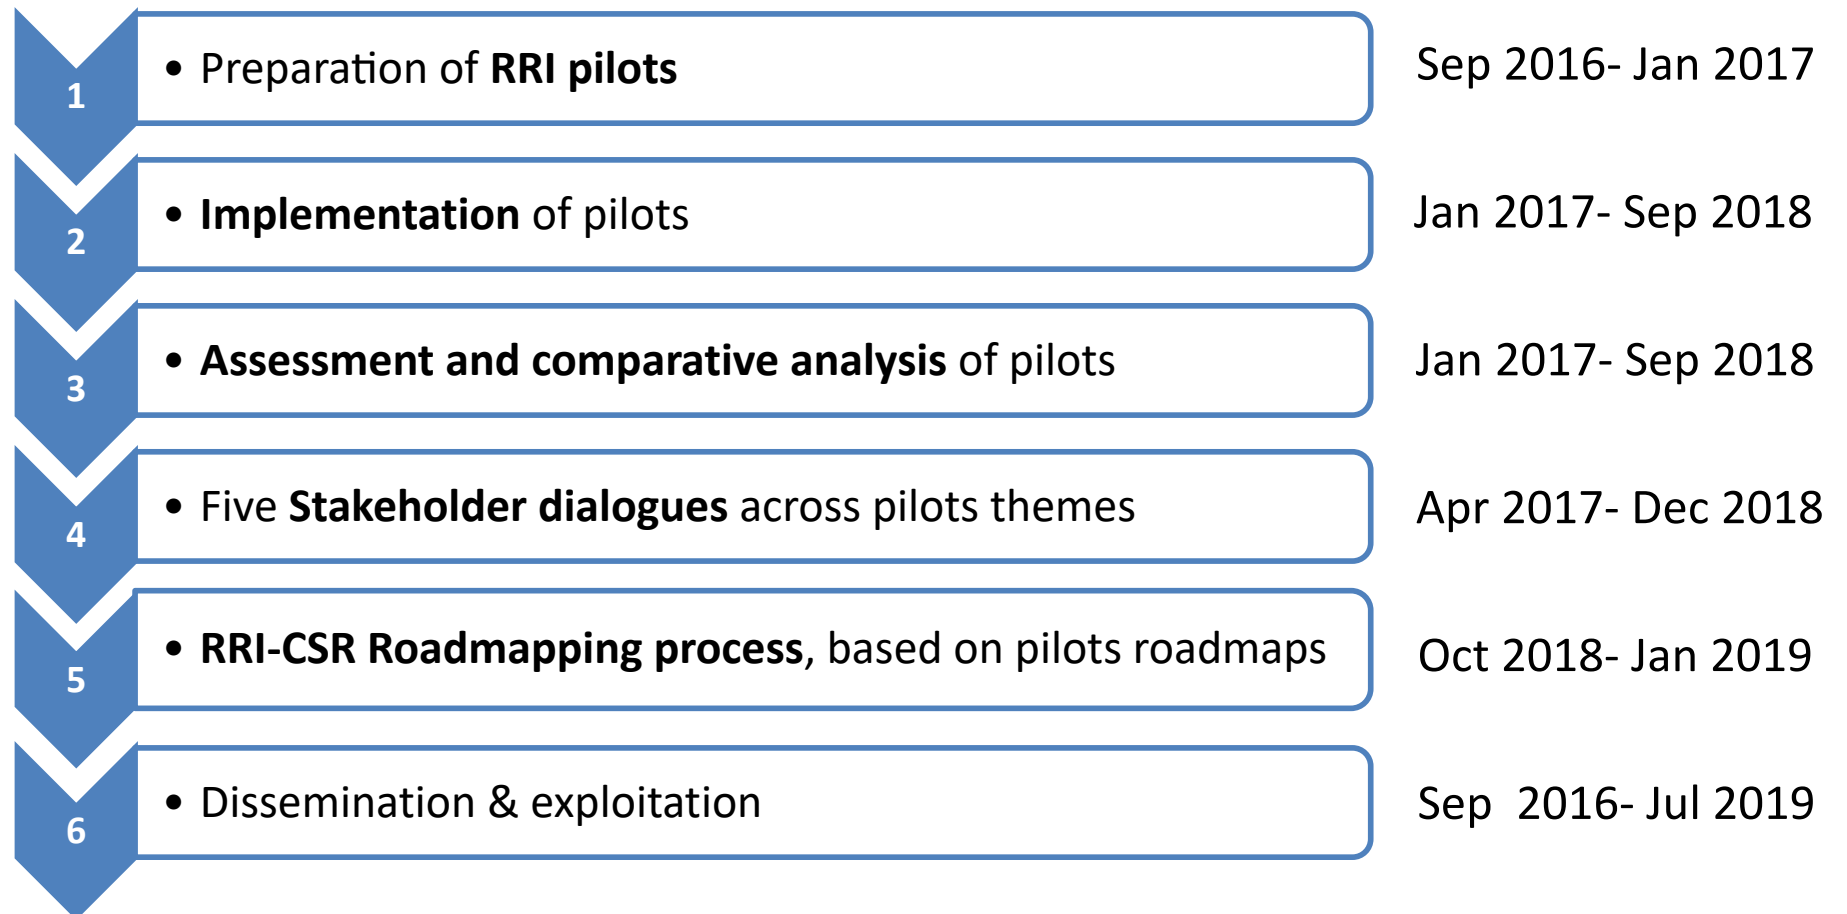 1
• Preparation of RRI pilots
Sep 2016- Jan 2017
2
• Implementation of pilots
Jan 2017- Sep 2018
3
• Assessment and comparative analysis of pilots
Jan 2017- Sep 2018
4
• Five Stakeholder dialogues across pilots themes
Apr 2017- Dec 2018
5
• RRI-CSR Roadmapping process, based on pilots roadmaps
Oct 2018- Jan 2019
6
• Dissemination & exploitation
Sep  2016- Jul 2019